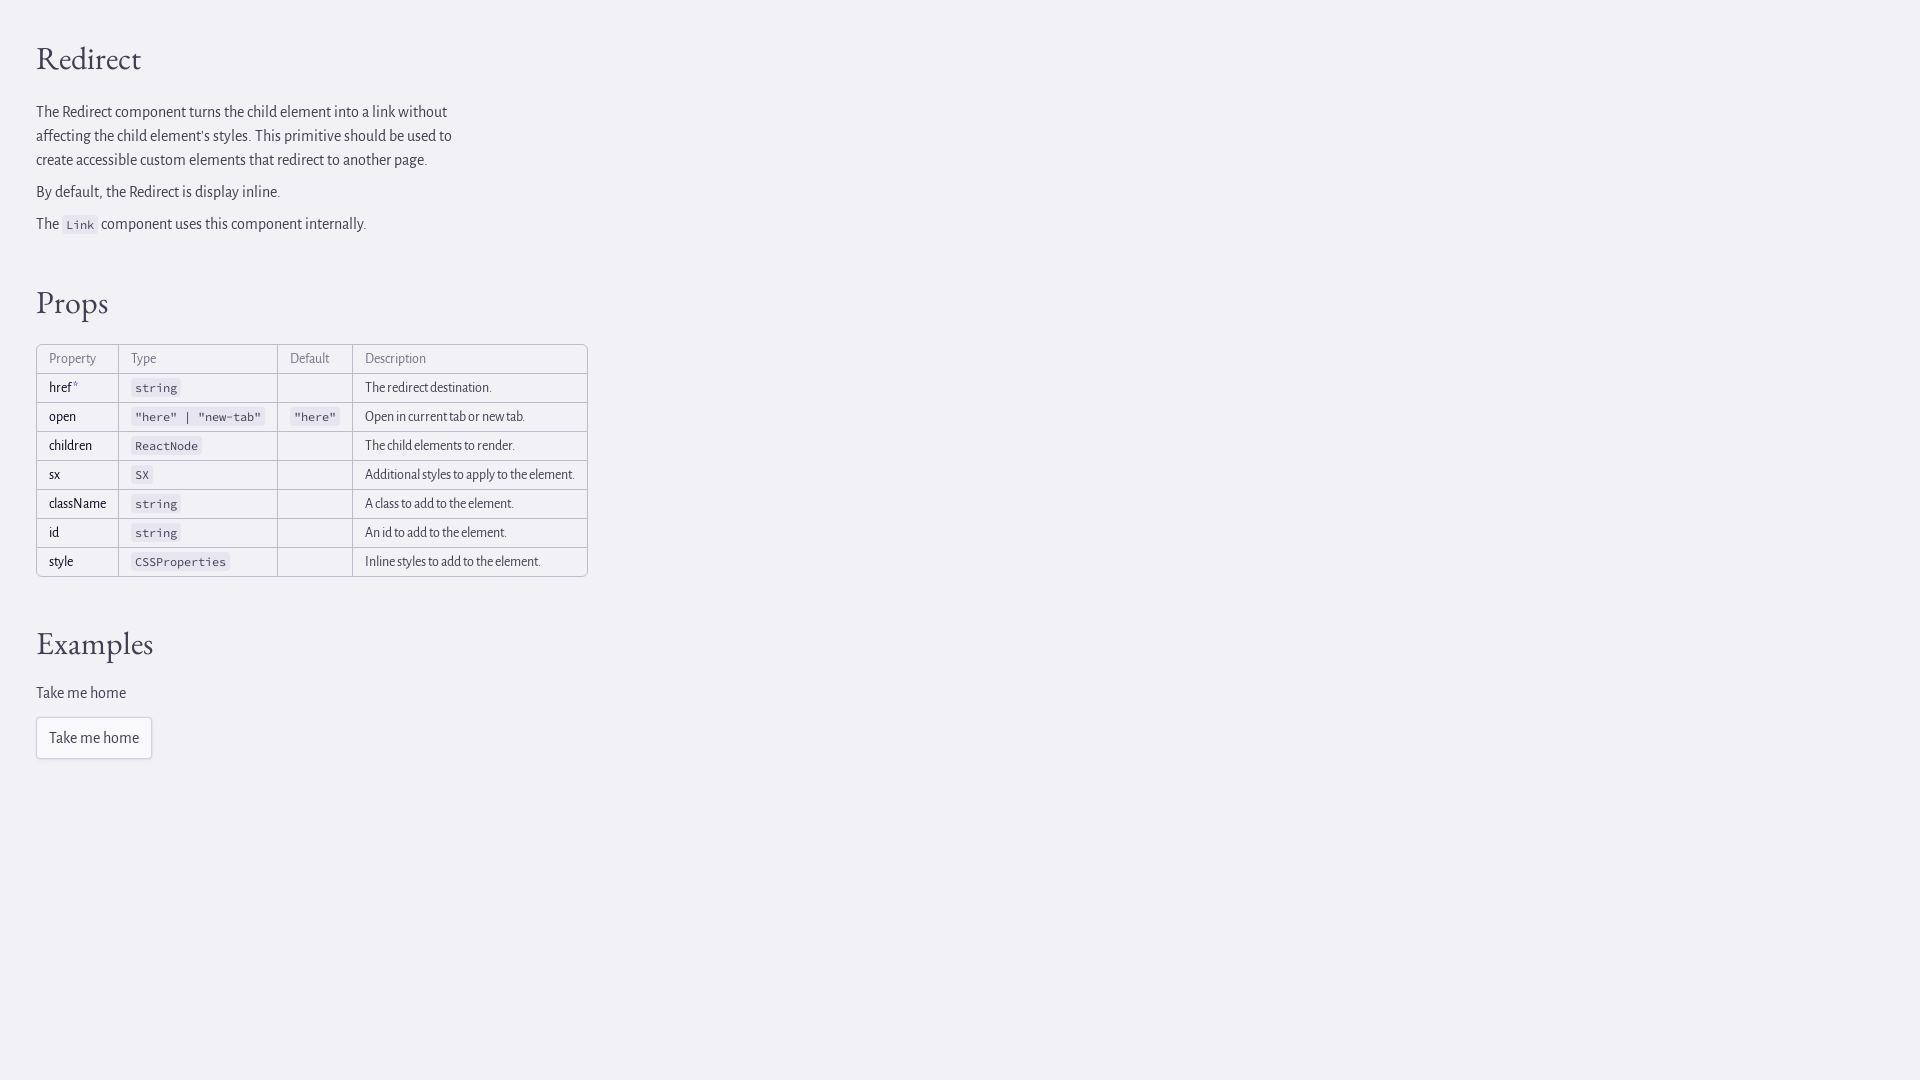 Redirect
The Redirect component turns the child element into a link without
affecting the child element's styles. This primitive should be used to
create accessible custom elements that redirect to another page.
By default, the Redirect is display inline.
The Link component uses this component internally.
Props
Property Type Default Description
href* string The redirect destination.
open "here" | "new-tab" "here" Open in current tab or new tab.
children ReactNode The child elements to render.
sx SX Additional styles to apply to the element.
className string A class to add to the element.
id string An id to add to the element.
style CSSProperties Inline styles to add to the element.
Examples
Take me home
Take me home